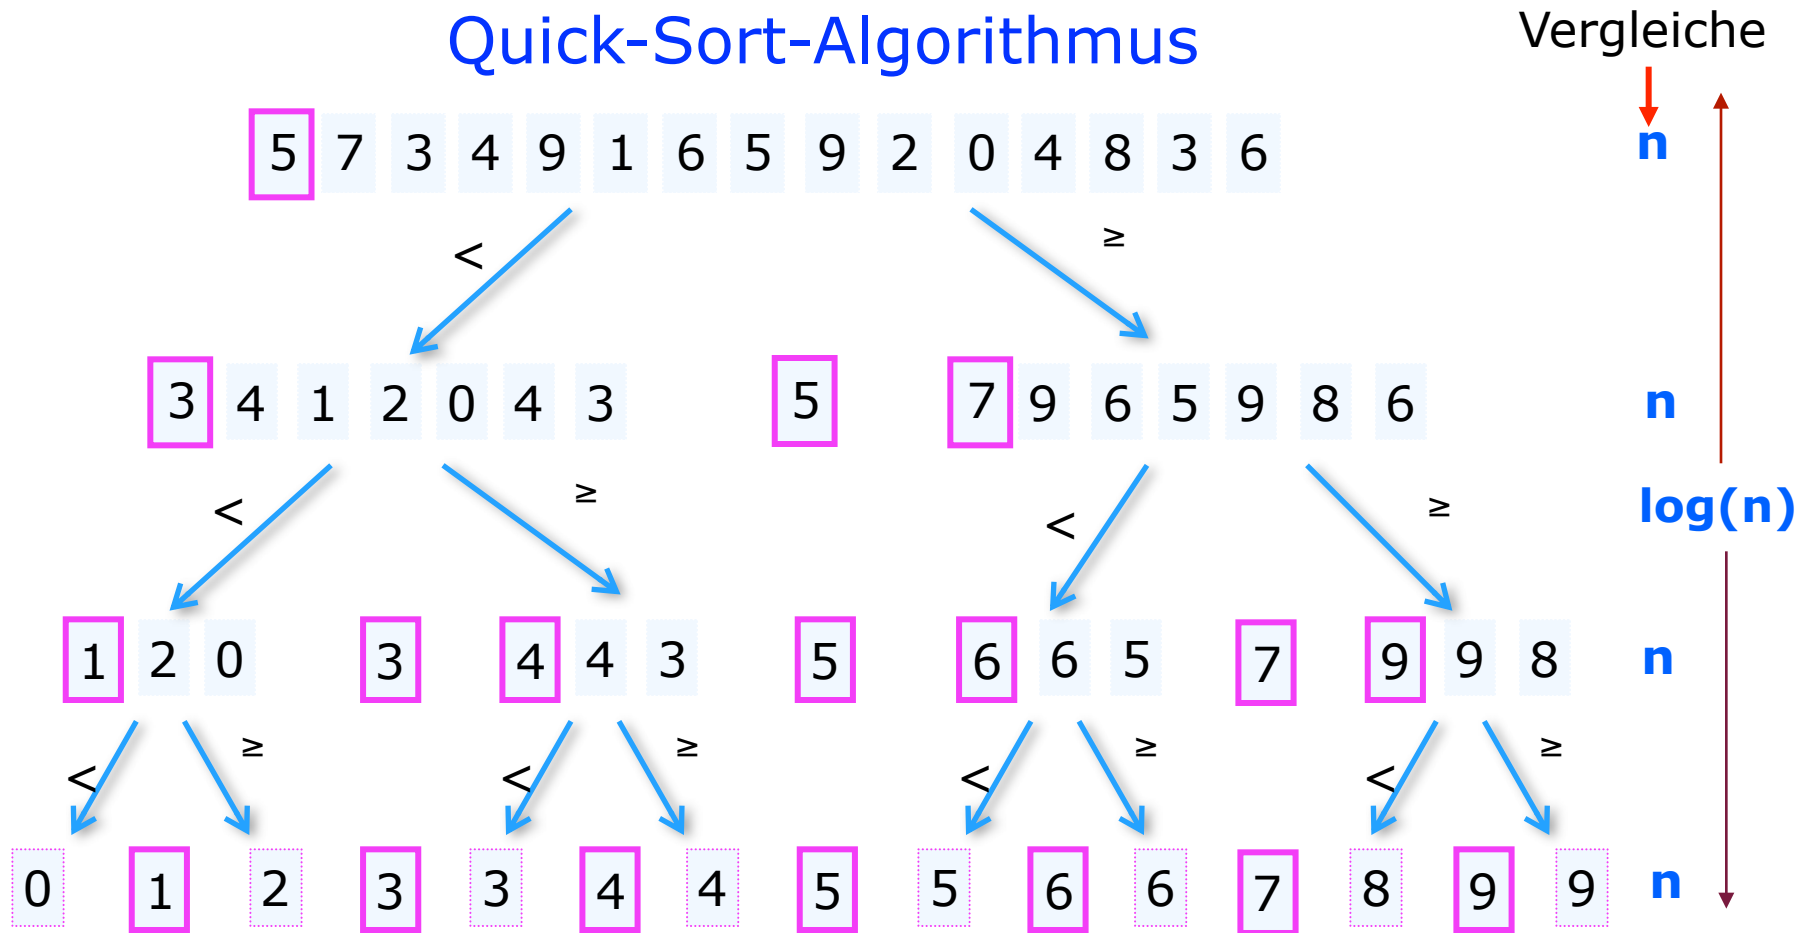 Quick-Sort-Algorithmus Vergleiche
5 7 3 4 9 1 6 5 9 2 0 4 8 3 6 n
< ≥
3 4 1 2 0 4 3 5 7 9 6 5 9 8 6 n
< ≥ < ≥ log(n)
1 2 0 3 4 4 3 5 6 6 5 7 9 9 8 n
< ≥ < ≥ < ≥ < ≥
0 1 2 3 3 4 4 5 5 6 6 7 8 9 9 n